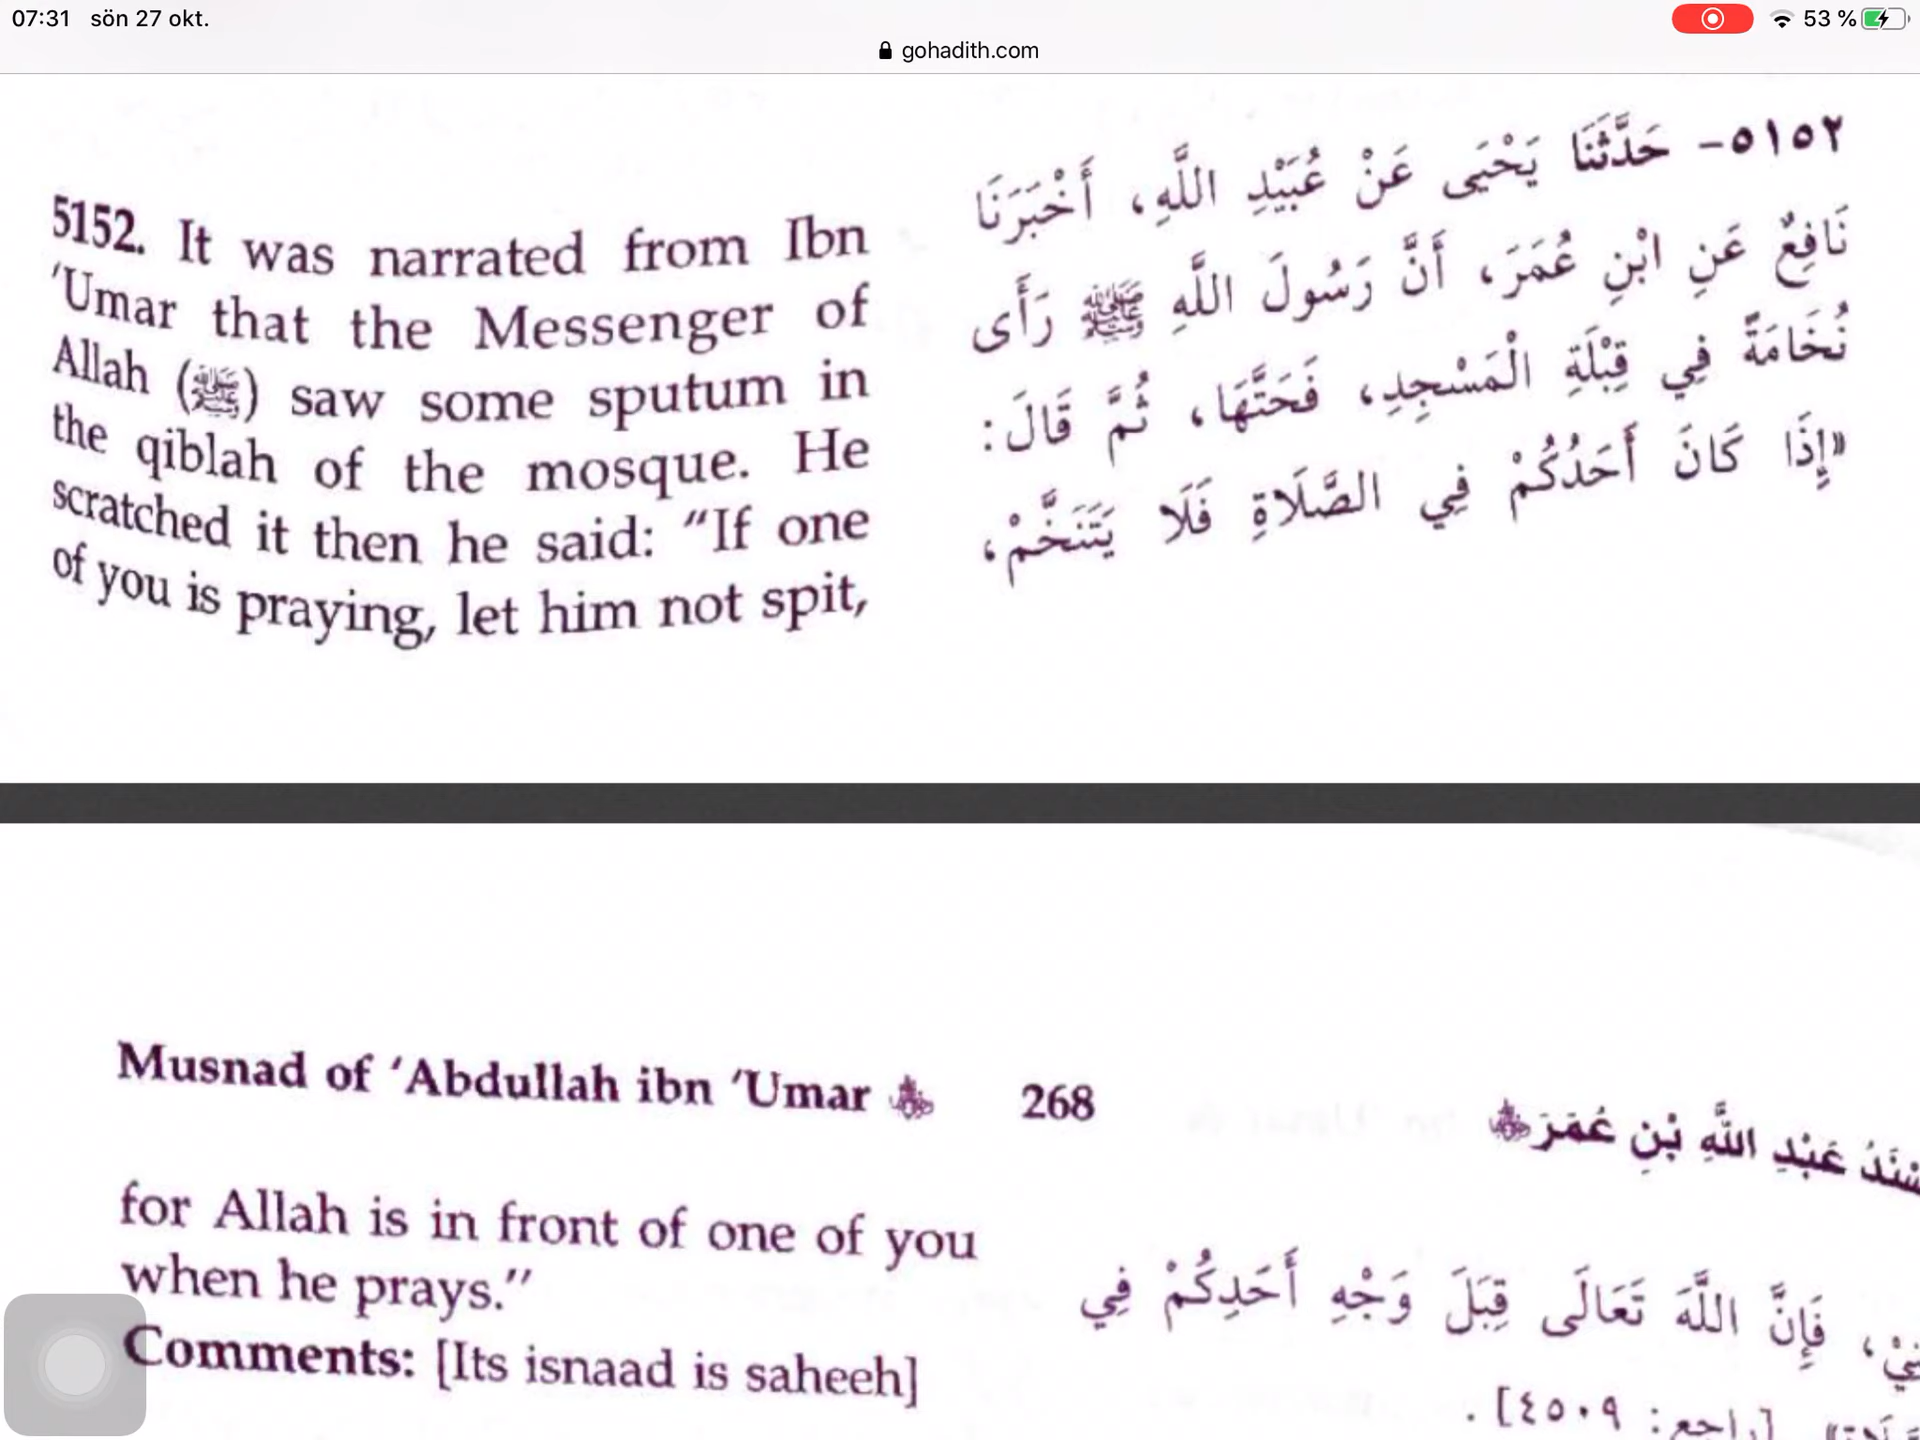 07:31 sön 27 okt.
53 %
gohadith.com
5152. It was narrated from Ibn
'Umar that the Messenger of
Allah (ﷺ) saw some sputum in
the qiblah of the mosque. He
scratched it then he said: "If one
of you is praying, let him not spit,
٥١٥٢- حَدَّثَنَا يَحْيَى عَنْ عُبَيْدِ اللَّهِ، أَخْبَرَنَا
نَافِعٌ عَنِ ابْنِ عُمَرَ، أَنَّ رَسُولَ اللَّهِ ﷺ رَأَى
نُخَامَةً فِي قِبْلَةِ الْمَسْجِدِ، فَحَتَّهَا، ثُمَّ قَالَ:
«إِذَا كَانَ أَحَدُكُمْ فِي الصَّلَاةِ فَلَا يَتَنَخَّمْ،
Musnad of 'Abdullah ibn 'Umar
268
عَبْدِ اللَّهِ بْنِ عُمَرَ
for Allah is in front of one of you
when he prays."
Comments: [Its isnaad is saheeh]
فَإِنَّ اللَّهَ تَعَالَى قِبَلَ وَجْهِ أَحَدِكُمْ فِي
[راجع: ٤٥٠٩].